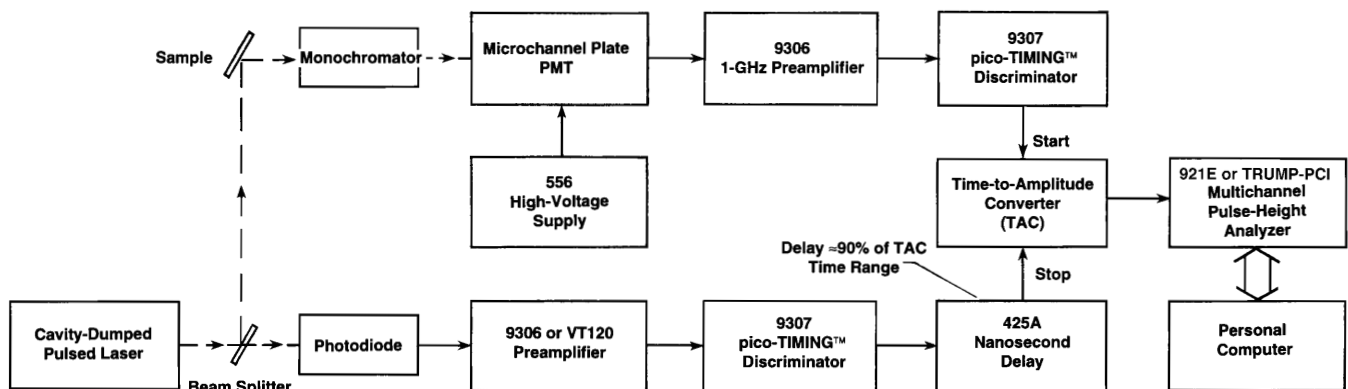 Sample
Monochromator
Microchannel Plate
PMT
9306
1-GHz Preamplifier
9307
pico-TIMING™
Discriminator
Start
556
High-Voltage
Supply
Time-to-Amplitude
Converter
(TAC)
921E or TRUMP-PCI
Multichannel
Pulse-Height
Analyzer
Delay ≈90% of TAC
Time Range
Stop
Cavity-Dumped
Pulsed Laser
Beam Splitter
Photodiode
9306 or VT120
Preamplifier
9307
pico-TIMING™
Discriminator
425A
Nanosecond
Delay
Personal
Computer